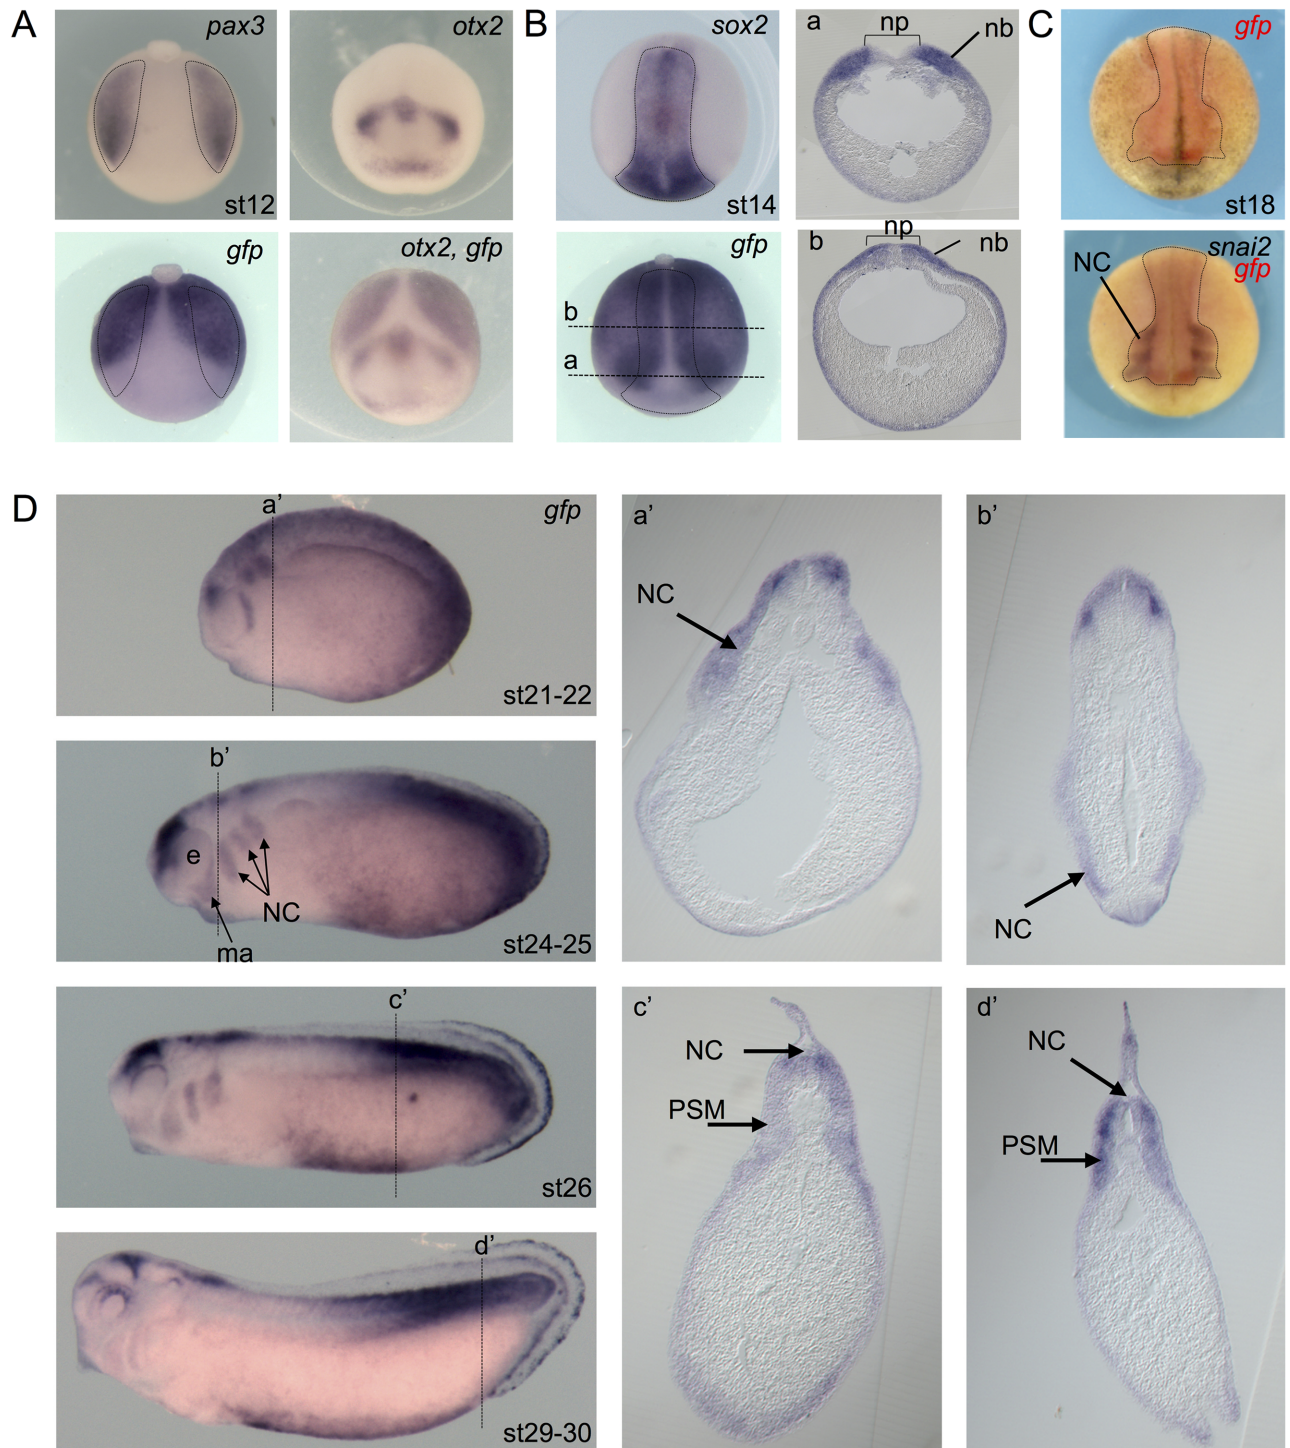 A
pax3
st12
otx2
gfp
otx2, gfp
B
sox2
st14
a
np
nb
gfp
b
a
b
np
nb
C
gfp
st18
snai2
gfp
NC
D
a’
gfp
st21-22
b’
e
NC
ma
st24-25
c’
st26
d’
st29-30
a’
NC
b’
NC
c’
NC
PSM
d’
NC
PSM